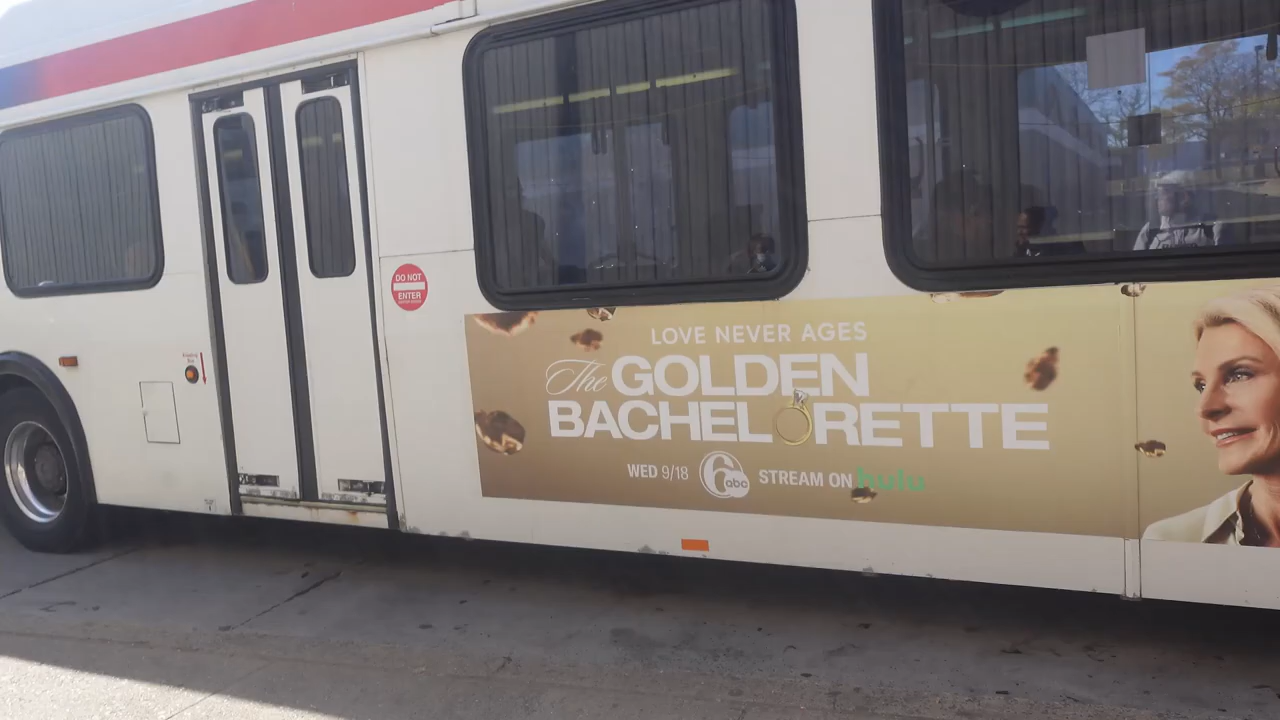 DO NOT
ENTER
LOVE NEVER AGES
The GOLDEN
BACHELORETTE
WED 9/18 6abc STREAM ON hulu